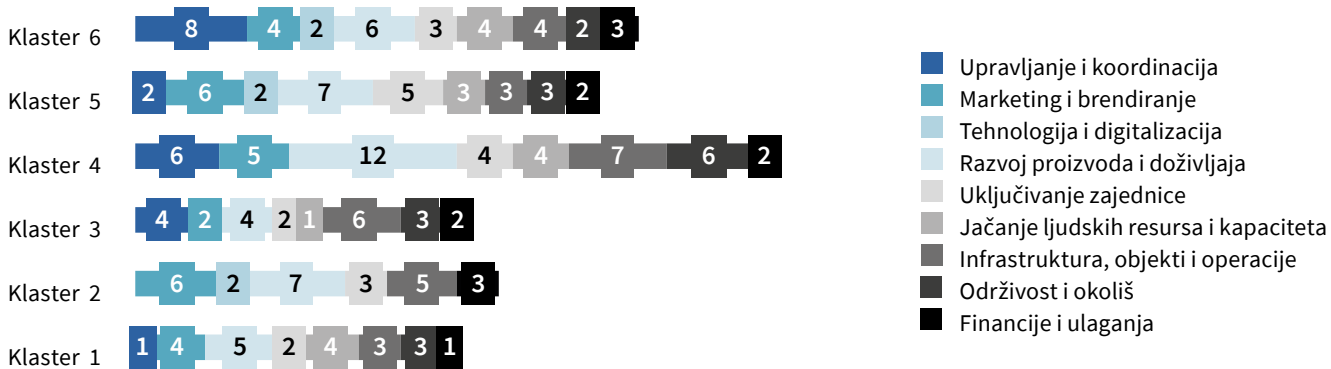 Klaster 6 8 4 2 6 3 4 4 2 3
Klaster 5 2 6 2 7 5 3 3 3 2
Klaster 4 6 5 12 4 4 7 6 2
Klaster 3 4 2 4 2 1 6 3 2
Klaster 2 6 2 7 3 5 3
Klaster 1 1 4 5 2 4 3 3 1
Upravljanje i koordinacija
Marketing i brendiranje
Tehnologija i digitalizacija
Razvoj proizvoda i doživljaja
Uključivanje zajednice
Jačanje ljudskih resursa i kapaciteta
Infrastruktura, objekti i operacije
Održivost i okoliš
Financije i ulaganja